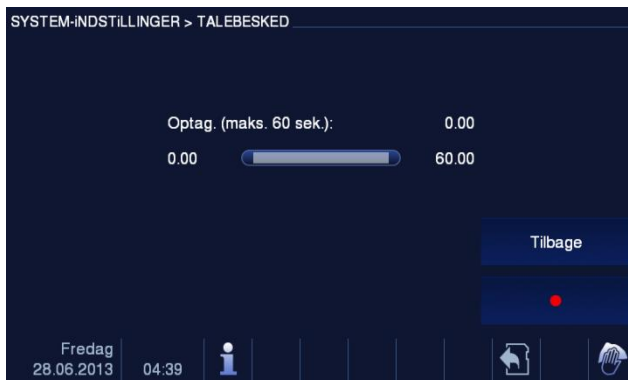 SYSTEM-iNDSTiLLINGER > TALEBESKED
Optag. (maks. 60 sek.): 0.00
0.00 60.00
Tilbage
Fredag
28.06.2013 04:39